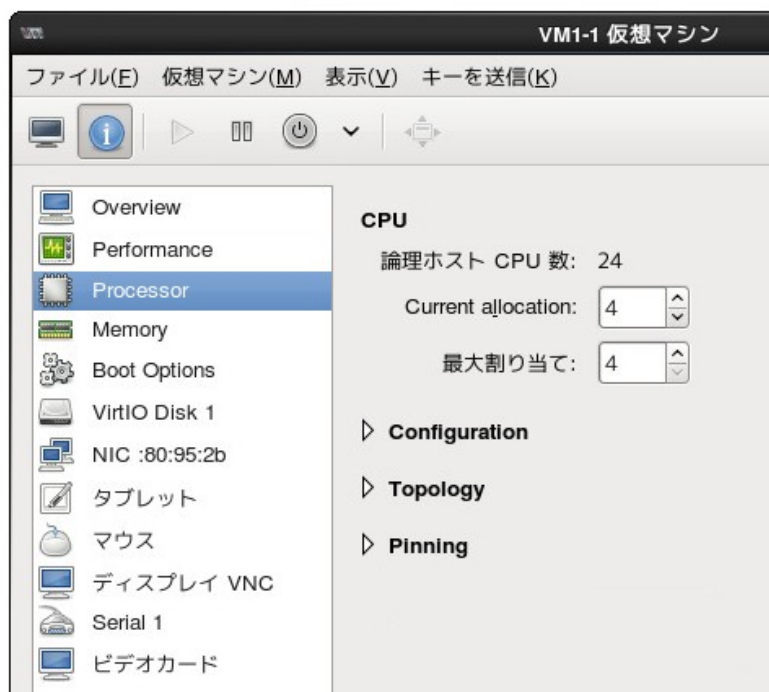 VM1-1 仮想マシン
ファイル(F) 仮想マシン(M) 表示(V) キーを送信(K)
Overview
Performance
Processor
Memory
Boot Options
VirtIO Disk 1
NIC :80:95:2b
タブレット
マウス
ディスプレイ VNC
Serial 1
ビデオカード
CPU
論理ホスト CPU 数: 24
Current allocation: 4
最大割り当て: 4
Configuration
Topology
Pinning